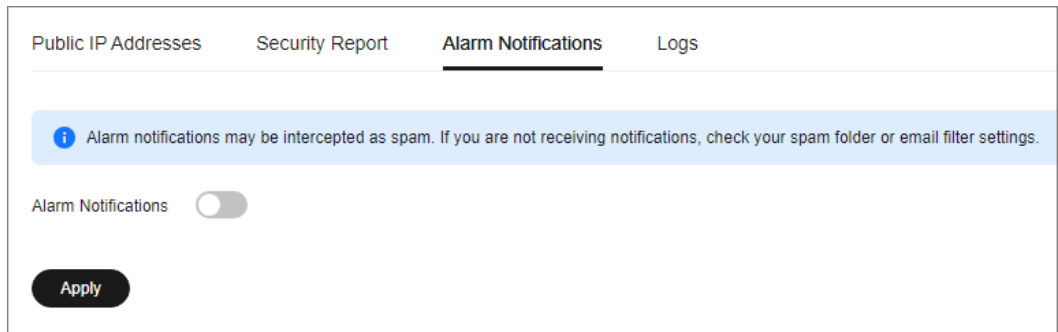 Public IP Addresses Security Report Alarm Notifications Logs
Alarm notifications may be intercepted as spam. If you are not receiving notifications, check your spam folder or email filter settings.
Alarm Notifications
Apply